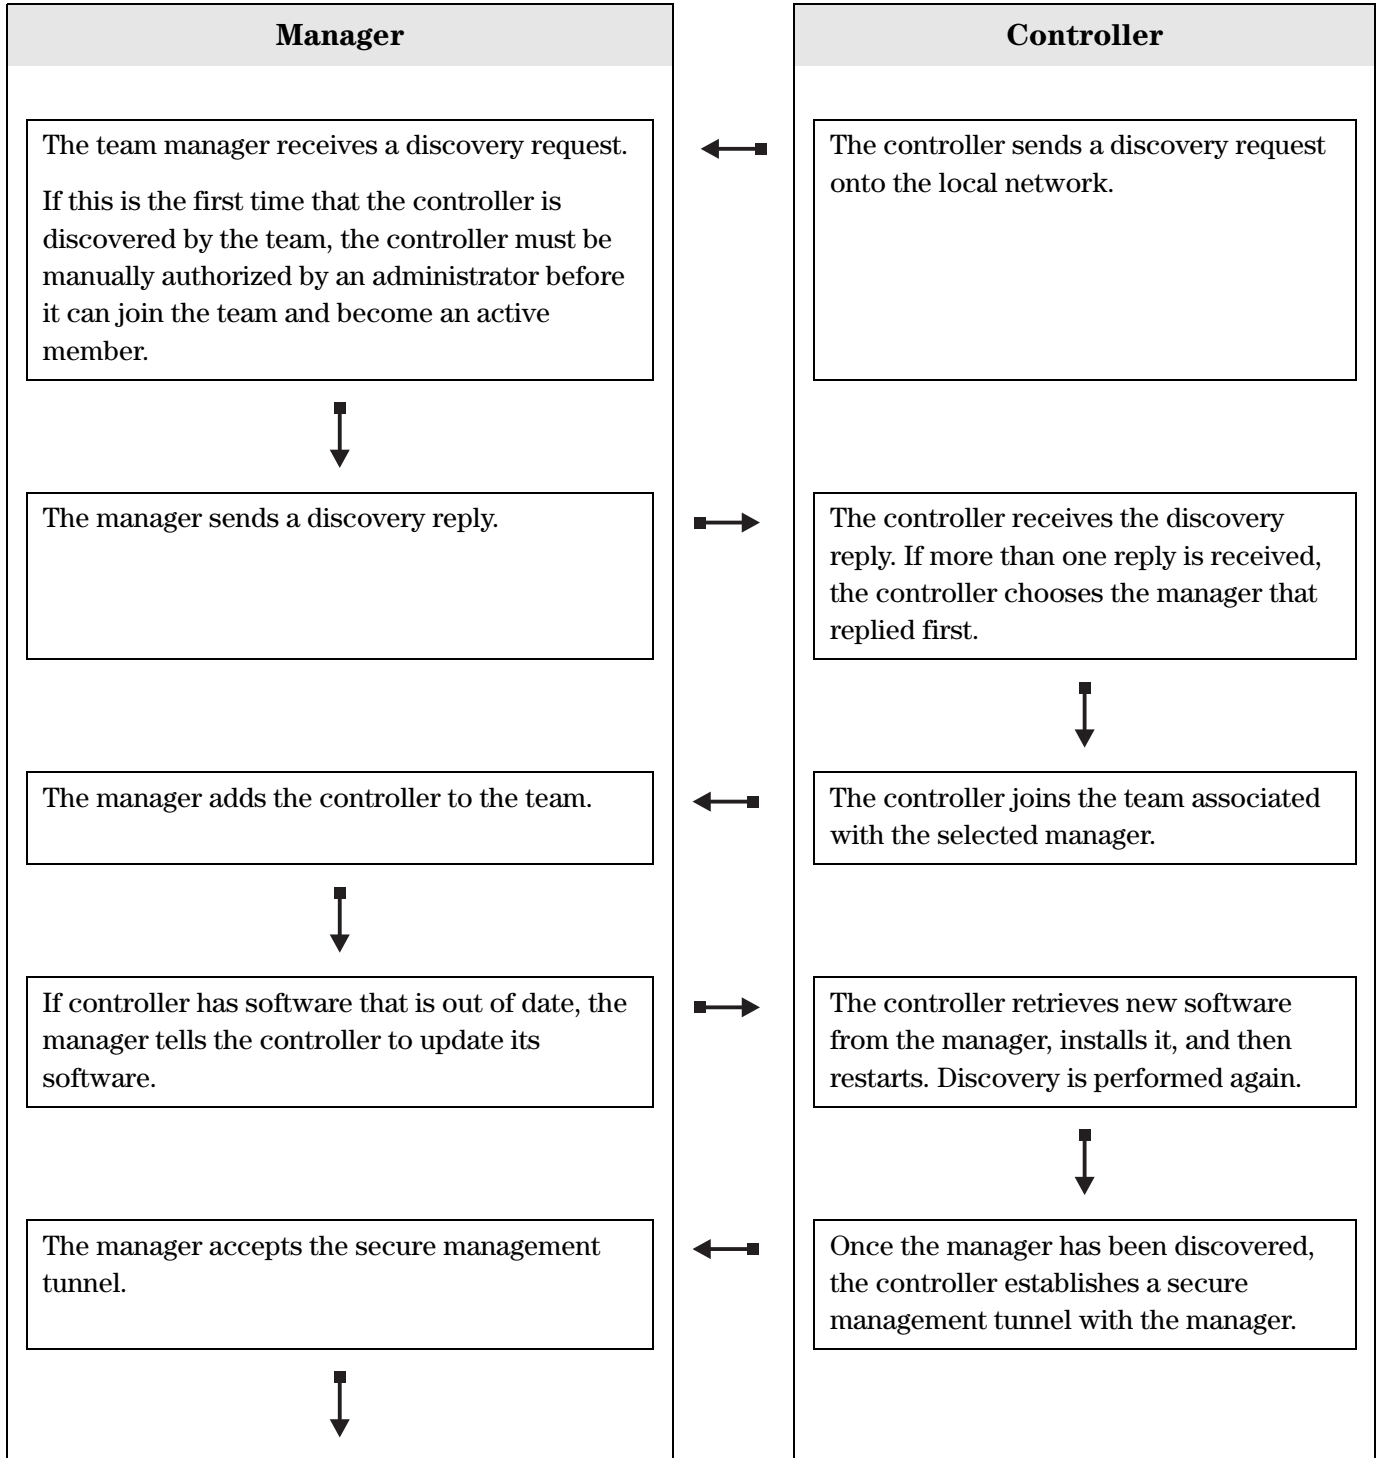 Manager
Controller
The team manager receives a discovery request.
If this is the first time that the controller is
discovered by the team, the controller must be
manually authorized by an administrator before
it can join the team and become an active
member.
The controller sends a discovery request
onto the local network.
The manager sends a discovery reply.
The controller receives the discovery
reply. If more than one reply is received,
the controller chooses the manager that
replied first.
The manager adds the controller to the team.
The controller joins the team associated
with the selected manager.
If controller has software that is out of date, the
manager tells the controller to update its
software.
The controller retrieves new software
from the manager, installs it, and then
restarts. Discovery is performed again.
The manager accepts the secure management
tunnel.
Once the manager has been discovered,
the controller establishes a secure
management tunnel with the manager.